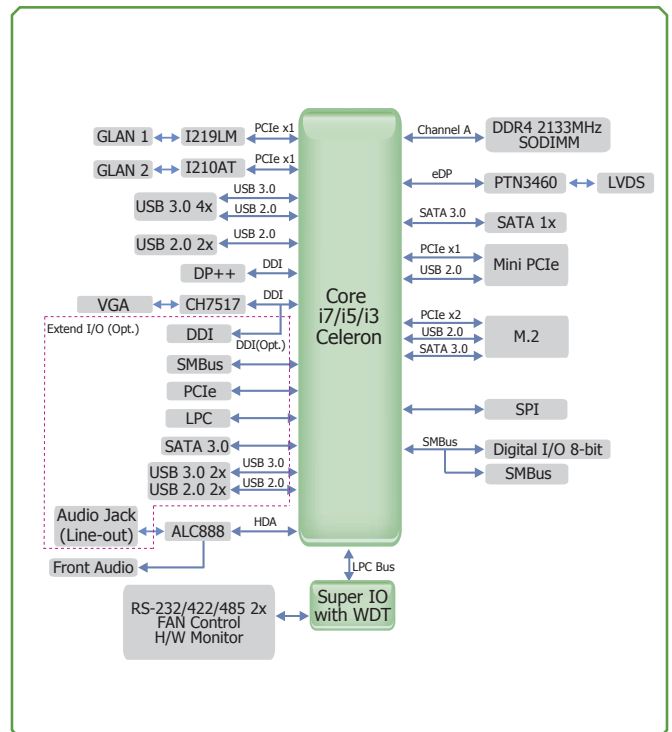 GLAN 1
I219LM
PCIe x1
GLAN 2
I210AT
PCIe x1
USB 3.0 4x
USB 3.0
USB 2.0
USB 2.0 2x
USB 2.0
DP++
DDI
VGA
CH7517
DDI
Extend I/O (Opt.)
DDI
DDI(Opt.)
SMBus
PCIe
LPC
SATA 3.0
USB 3.0 2x
USB 3.0
USB 2.0 2x
USB 2.0
Audio Jack
(Line-out)
ALC888
HDA
Front Audio
Core
i7/i5/i3
Celeron
Channel A
DDR4 2133MHz
SODIMM
eDP
PTN3460
LVDS
SATA 3.0
SATA 1x
PCIe x1
USB 2.0
Mini PCIe
PCIe x2
USB 2.0
SATA 3.0
M.2
SPI
SMBus
Digital I/O 8-bit
SMBus
LPC Bus
Super IO
with WDT
RS-232/422/485 2x
FAN Control
H/W Monitor